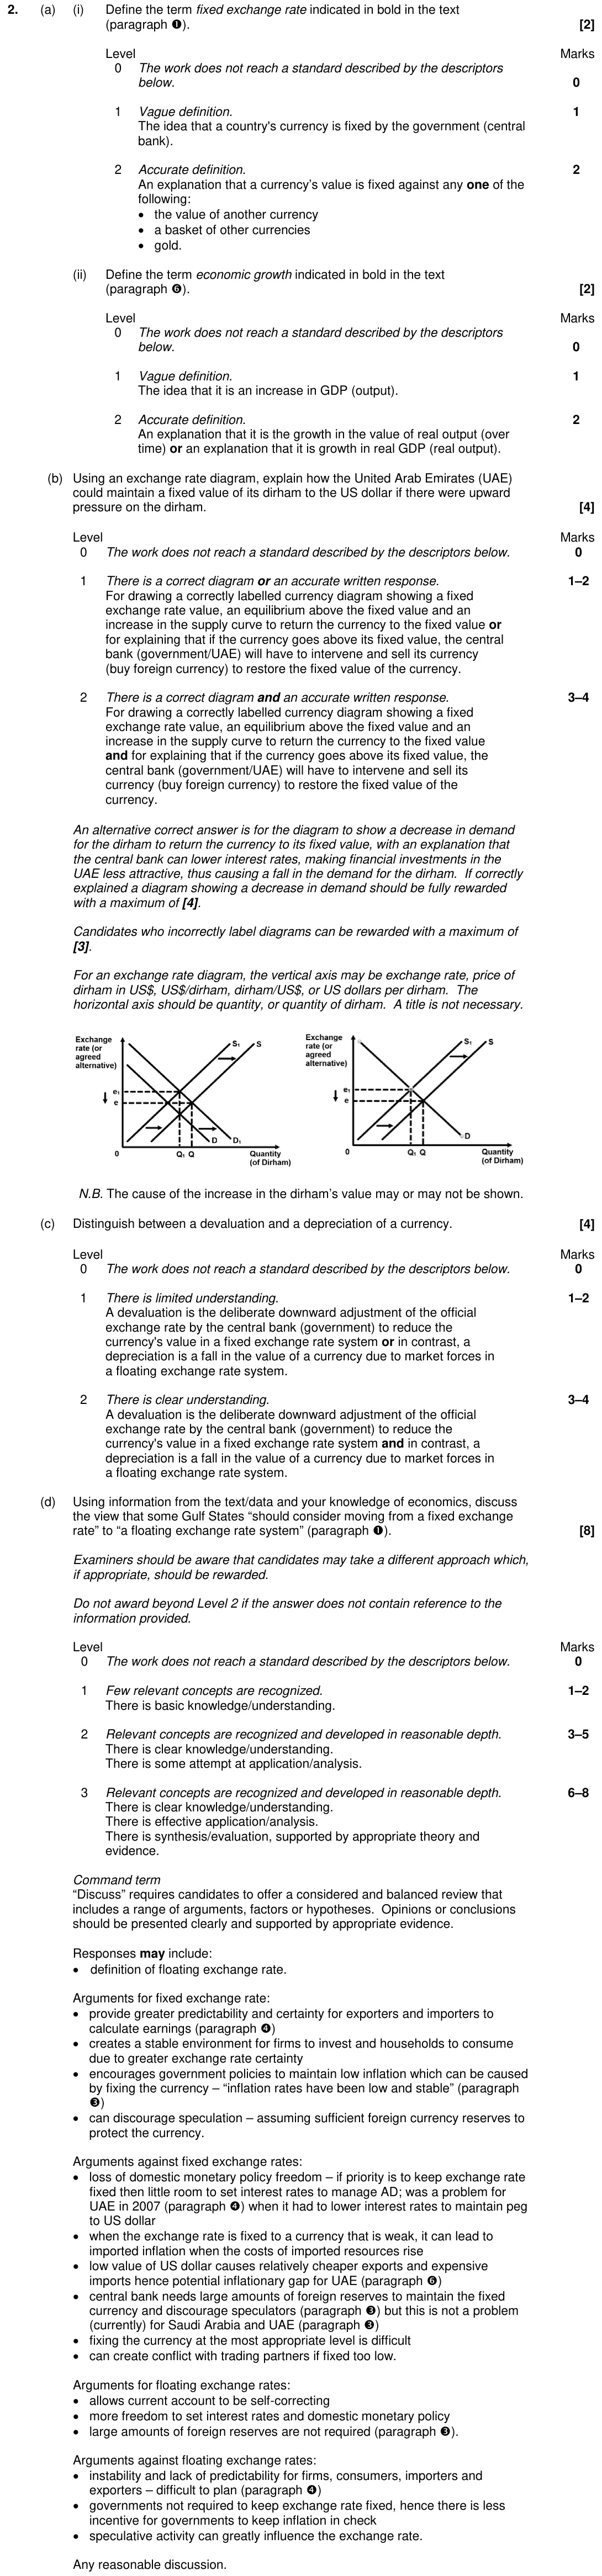 2. (a) (i) Define the term fixed exchange rate indicated in bold in the text
(paragraph ❶). [2]
Level Marks
0 The work does not reach a standard described by the descriptors
below. 0
1 Vague definition. 1
The idea that a country's currency is fixed by the government (central
bank).
2 Accurate definition. 2
An explanation that a currency's value is fixed against any one of the
following:
• the value of another currency
• a basket of other currencies
• gold.
(ii) Define the term economic growth indicated in bold in the text
(paragraph ❻). [2]
Level Marks
0 The work does not reach a standard described by the descriptors
below. 0
1 Vague definition. 1
The idea that it is an increase in GDP (output).
2 Accurate definition. 2
An explanation that it is the growth in the value of real output (over
time) or an explanation that it is growth in real GDP (real output).
(b) Using an exchange rate diagram, explain how the United Arab Emirates (UAE)
could maintain a fixed value of its dirham to the US dollar if there were upward
pressure on the dirham. [4]
Level Marks
0 The work does not reach a standard described by the descriptors below. 0
1 There is a correct diagram or an accurate written response. 1–2
For drawing a correctly labelled currency diagram showing a fixed
exchange rate value, an equilibrium above the fixed value and an
increase in the supply curve to return the currency to the fixed value or
for explaining that if the currency goes above its fixed value, the central
bank (government/UAE) will have to intervene and sell its currency
(buy foreign currency) to restore the fixed value of the currency.
2 There is a correct diagram and an accurate written response. 3–4
For drawing a correctly labelled currency diagram showing a fixed
exchange rate value, an equilibrium above the fixed value and an
increase in the supply curve to return the currency to the fixed value
and for explaining that if the currency goes above its fixed value, the
central bank (government/UAE) will have to intervene and sell its
currency (buy foreign currency) to restore the fixed value of the
currency.
An alternative correct answer is for the diagram to show a decrease in demand
for the dirham to return the currency to its fixed value, with an explanation that
the central bank can lower interest rates, making financial investments in the
UAE less attractive, thus causing a fall in the demand for the dirham. If correctly
explained a diagram showing a decrease in demand should be fully rewarded
with a maximum of [4].
Candidates who incorrectly label diagrams can be rewarded with a maximum of
[3].
For an exchange rate diagram, the vertical axis may be exchange rate, price of
dirham in US$, US$/dirham, dirham/US$, or US dollars per dirham. The
horizontal axis should be quantity, or quantity of dirham. A title is not necessary.
Exchange
rate (or
agreed
alternative)
S₁ S
e₁
e
D D₁
0 Q₁ Q Quantity
(of Dirham)
Exchange
rate (or
agreed
alternative)
S₁ S
e₁
e
D
0 Q₁ Q Quantity
(of Dirham)
N.B. The cause of the increase in the dirham's value may or may not be shown.
(c) Distinguish between a devaluation and a depreciation of a currency. [4]
Level Marks
0 The work does not reach a standard described by the descriptors below. 0
1 There is limited understanding. 1–2
A devaluation is the deliberate downward adjustment of the official
exchange rate by the central bank (government) to reduce the
currency's value in a fixed exchange rate system or in contrast, a
depreciation is a fall in the value of a currency due to market forces in
a floating exchange rate system.
2 There is clear understanding. 3–4
A devaluation is the deliberate downward adjustment of the official
exchange rate by the central bank (government) to reduce the
currency's value in a fixed exchange rate system and in contrast, a
depreciation is a fall in the value of a currency due to market forces in
a floating exchange rate system.
(d) Using information from the text/data and your knowledge of economics, discuss
the view that some Gulf States “should consider moving from a fixed exchange
rate” to “a floating exchange rate system” (paragraph ❶). [8]
Examiners should be aware that candidates may take a different approach which,
if appropriate, should be rewarded.
Do not award beyond Level 2 if the answer does not contain reference to the
information provided.
Level Marks
0 The work does not reach a standard described by the descriptors below. 0
1 Few relevant concepts are recognized. 1–2
There is basic knowledge/understanding.
2 Relevant concepts are recognized and developed in reasonable depth. 3–5
There is clear knowledge/understanding.
There is some attempt at application/analysis.
3 Relevant concepts are recognized and developed in reasonable depth. 6–8
There is clear knowledge/understanding.
There is effective application/analysis.
There is synthesis/evaluation, supported by appropriate theory and
evidence.
Command term
“Discuss” requires candidates to offer a considered and balanced review that
includes a range of arguments, factors or hypotheses. Opinions or conclusions
should be presented clearly and supported by appropriate evidence.
Responses may include:
• definition of floating exchange rate.
Arguments for fixed exchange rate:
• provide greater predictability and certainty for exporters and importers to
calculate earnings (paragraph ❹)
• creates a stable environment for firms to invest and households to consume
due to greater exchange rate certainty
• encourages government policies to maintain low inflation which can be caused
by fixing the currency – “inflation rates have been low and stable” (paragraph
❸)
• can discourage speculation – assuming sufficient foreign currency reserves to
protect the currency.
Arguments against fixed exchange rates:
• loss of domestic monetary policy freedom – if priority is to keep exchange rate
fixed then little room to set interest rates to manage AD; was a problem for
UAE in 2007 (paragraph ❹) when it had to lower interest rates to maintain peg
to US dollar
• when the exchange rate is fixed to a currency that is weak, it can lead to
imported inflation when the costs of imported resources rise
• low value of US dollar causes relatively cheaper exports and expensive
imports hence potential inflationary gap for UAE (paragraph ❻)
• central bank needs large amounts of foreign reserves to maintain the fixed
currency and discourage speculators (paragraph ❸) but this is not a problem
(currently) for Saudi Arabia and UAE (paragraph ❸)
• fixing the currency at the most appropriate level is difficult
• can create conflict with trading partners if fixed too low.
Arguments for floating exchange rates:
• allows current account to be self-correcting
• more freedom to set interest rates and domestic monetary policy
• large amounts of foreign reserves are not required (paragraph ❸).
Arguments against floating exchange rates:
• instability and lack of predictability for firms, consumers, importers and
exporters – difficult to plan (paragraph ❹)
• governments not required to keep exchange rate fixed, hence there is less
incentive for governments to keep inflation in check
• speculative activity can greatly influence the exchange rate.
Any reasonable discussion.